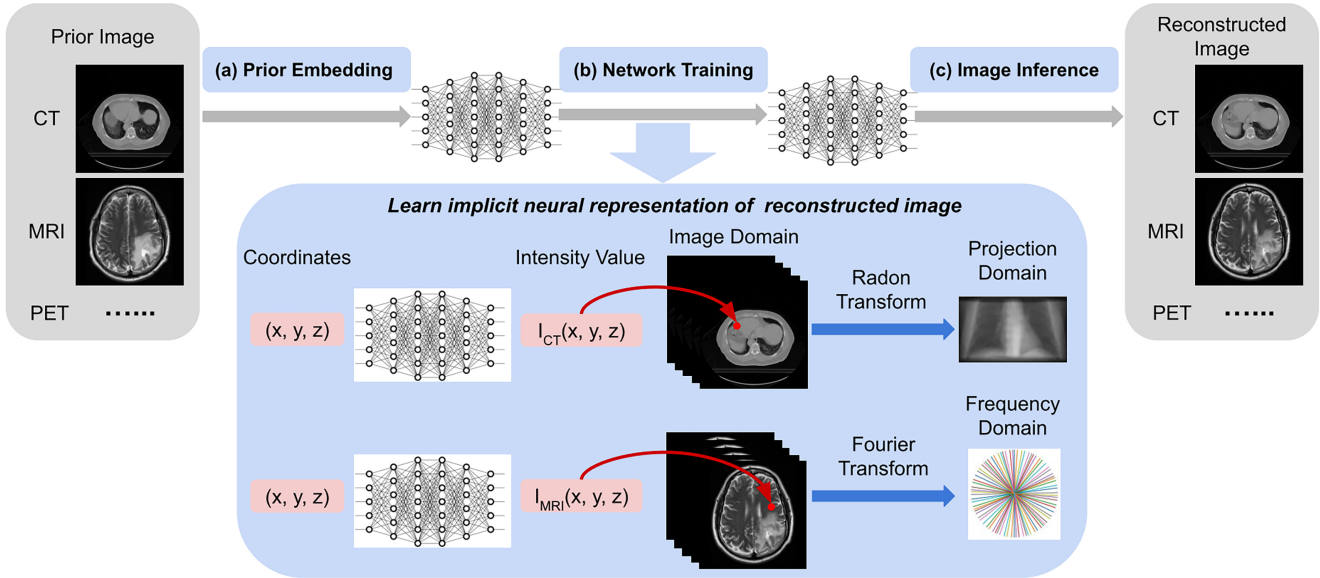 Prior Image
CT
MRI
PET ......
(a) Prior Embedding
(b) Network Training
(c) Image Inference
Reconstructed
Image
CT
MRI
PET ......
Learn implicit neural representation of reconstructed image
Coordinates
Intensity Value
Image Domain
Projection
Domain
(x, y, z)
I_CT(x, y, z)
Radon
Transform
Frequency
Domain
(x, y, z)
I_MRI(x, y, z)
Fourier
Transform